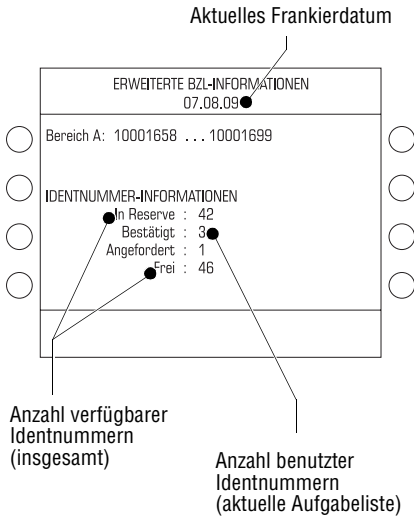 Aktuelles Frankierdatum
ERWEITERTE BZL-INFORMATIONEN
07.08.09
Bereich A: 10001658 ... 10001699
IDENTNUMMER-INFORMATIONEN
In Reserve : 42
Bestätigt : 3
Angefordert : 1
Frei : 46
Anzahl verfügbarer
Identnummern
(insgesamt)
Anzahl benutzter
Identnummern
(aktuelle Aufgabeliste)